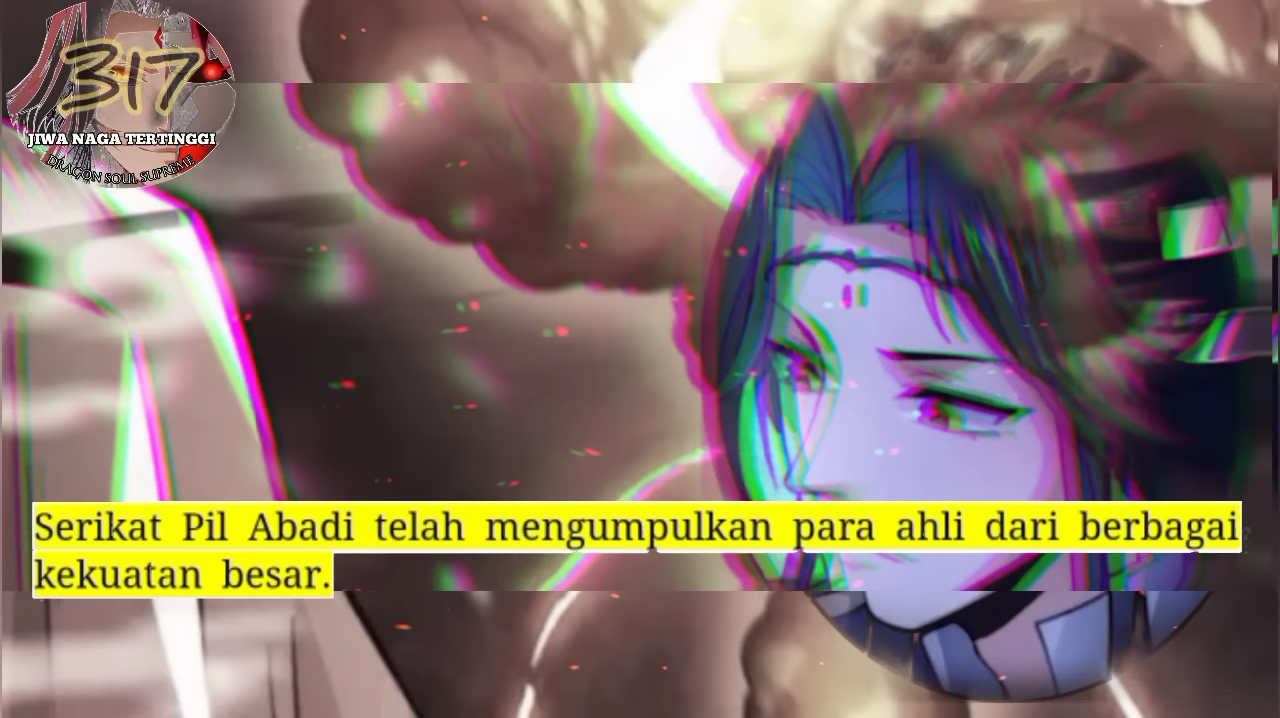 317
JIWA NAGA TERTINGGI
DRAGON SOUL SUPREME
Serikat Pil Abadi telah mengumpulkan para ahli dari berbagai
kekuatan besar.